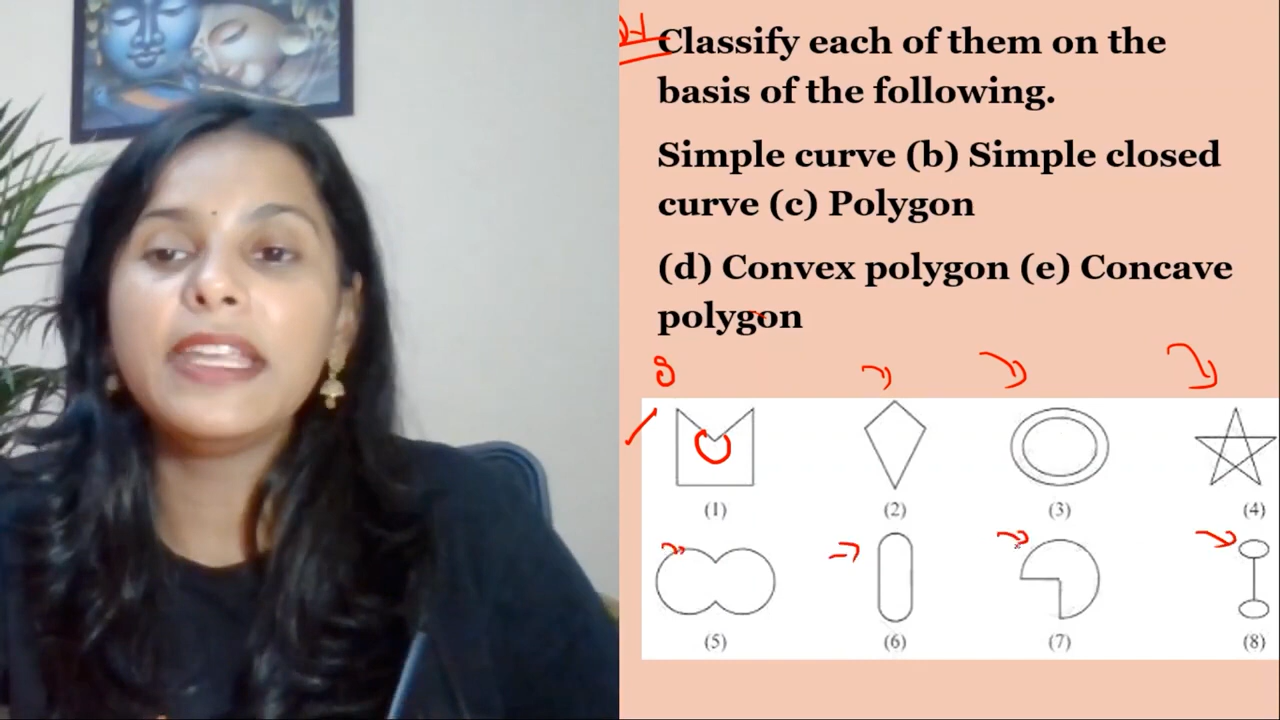 Classify each of them on the
basis of the following.
Simple curve (b) Simple closed
curve (c) Polygon
(d) Convex polygon (e) Concave
polygon
(1) (2) (3) (4)
(5) (6) (7) (8)